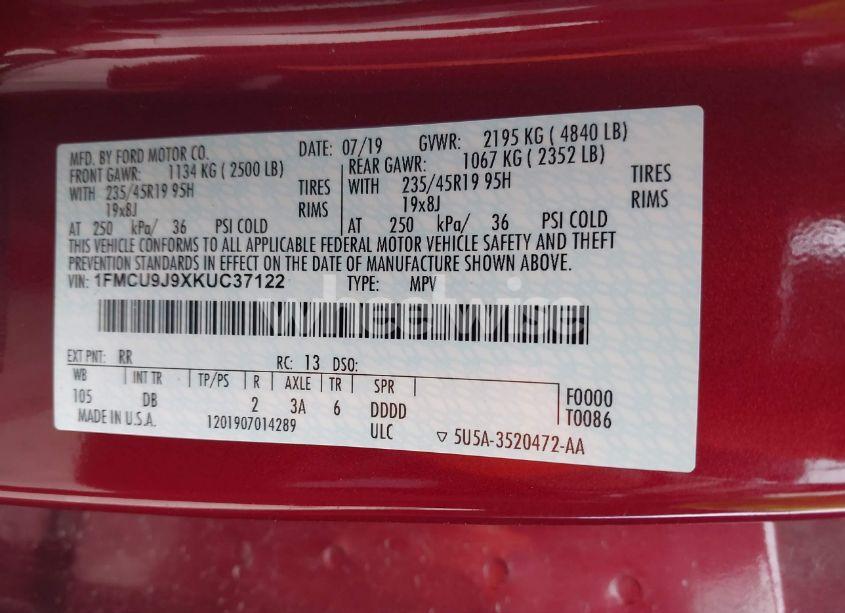 MFD. BY FORD MOTOR CO. DATE: 07/19 GVWR: 2195 KG ( 4840 LB)
FRONT GAWR: 1134 KG ( 2500 LB) REAR GAWR: 1067 KG ( 2352 LB)
WITH 235/45R19 95H TIRES WITH 235/45R19 95H TIRES
19x8J RIMS 19x8J RIMS
AT 250 kPa/ 36 PSI COLD AT 250 kPa/ 36 PSI COLD
THIS VEHICLE CONFORMS TO ALL APPLICABLE FEDERAL MOTOR VEHICLE SAFETY AND THEFT
PREVENTION STANDARDS IN EFFECT ON THE DATE OF MANUFACTURE SHOWN ABOVE.
VIN: 1FMCU9J9XKUC37122 TYPE: MPV
wheelwise
EXT PNT: RR RC: 13 DSO:
WB INT TR TP/PS R AXLE TR SPR
105 DB 2 3A 6 DDDD F0000
T0086
MADE IN U.S.A. 1201907014289 ULC ▽ 5U5A-3520472-AA